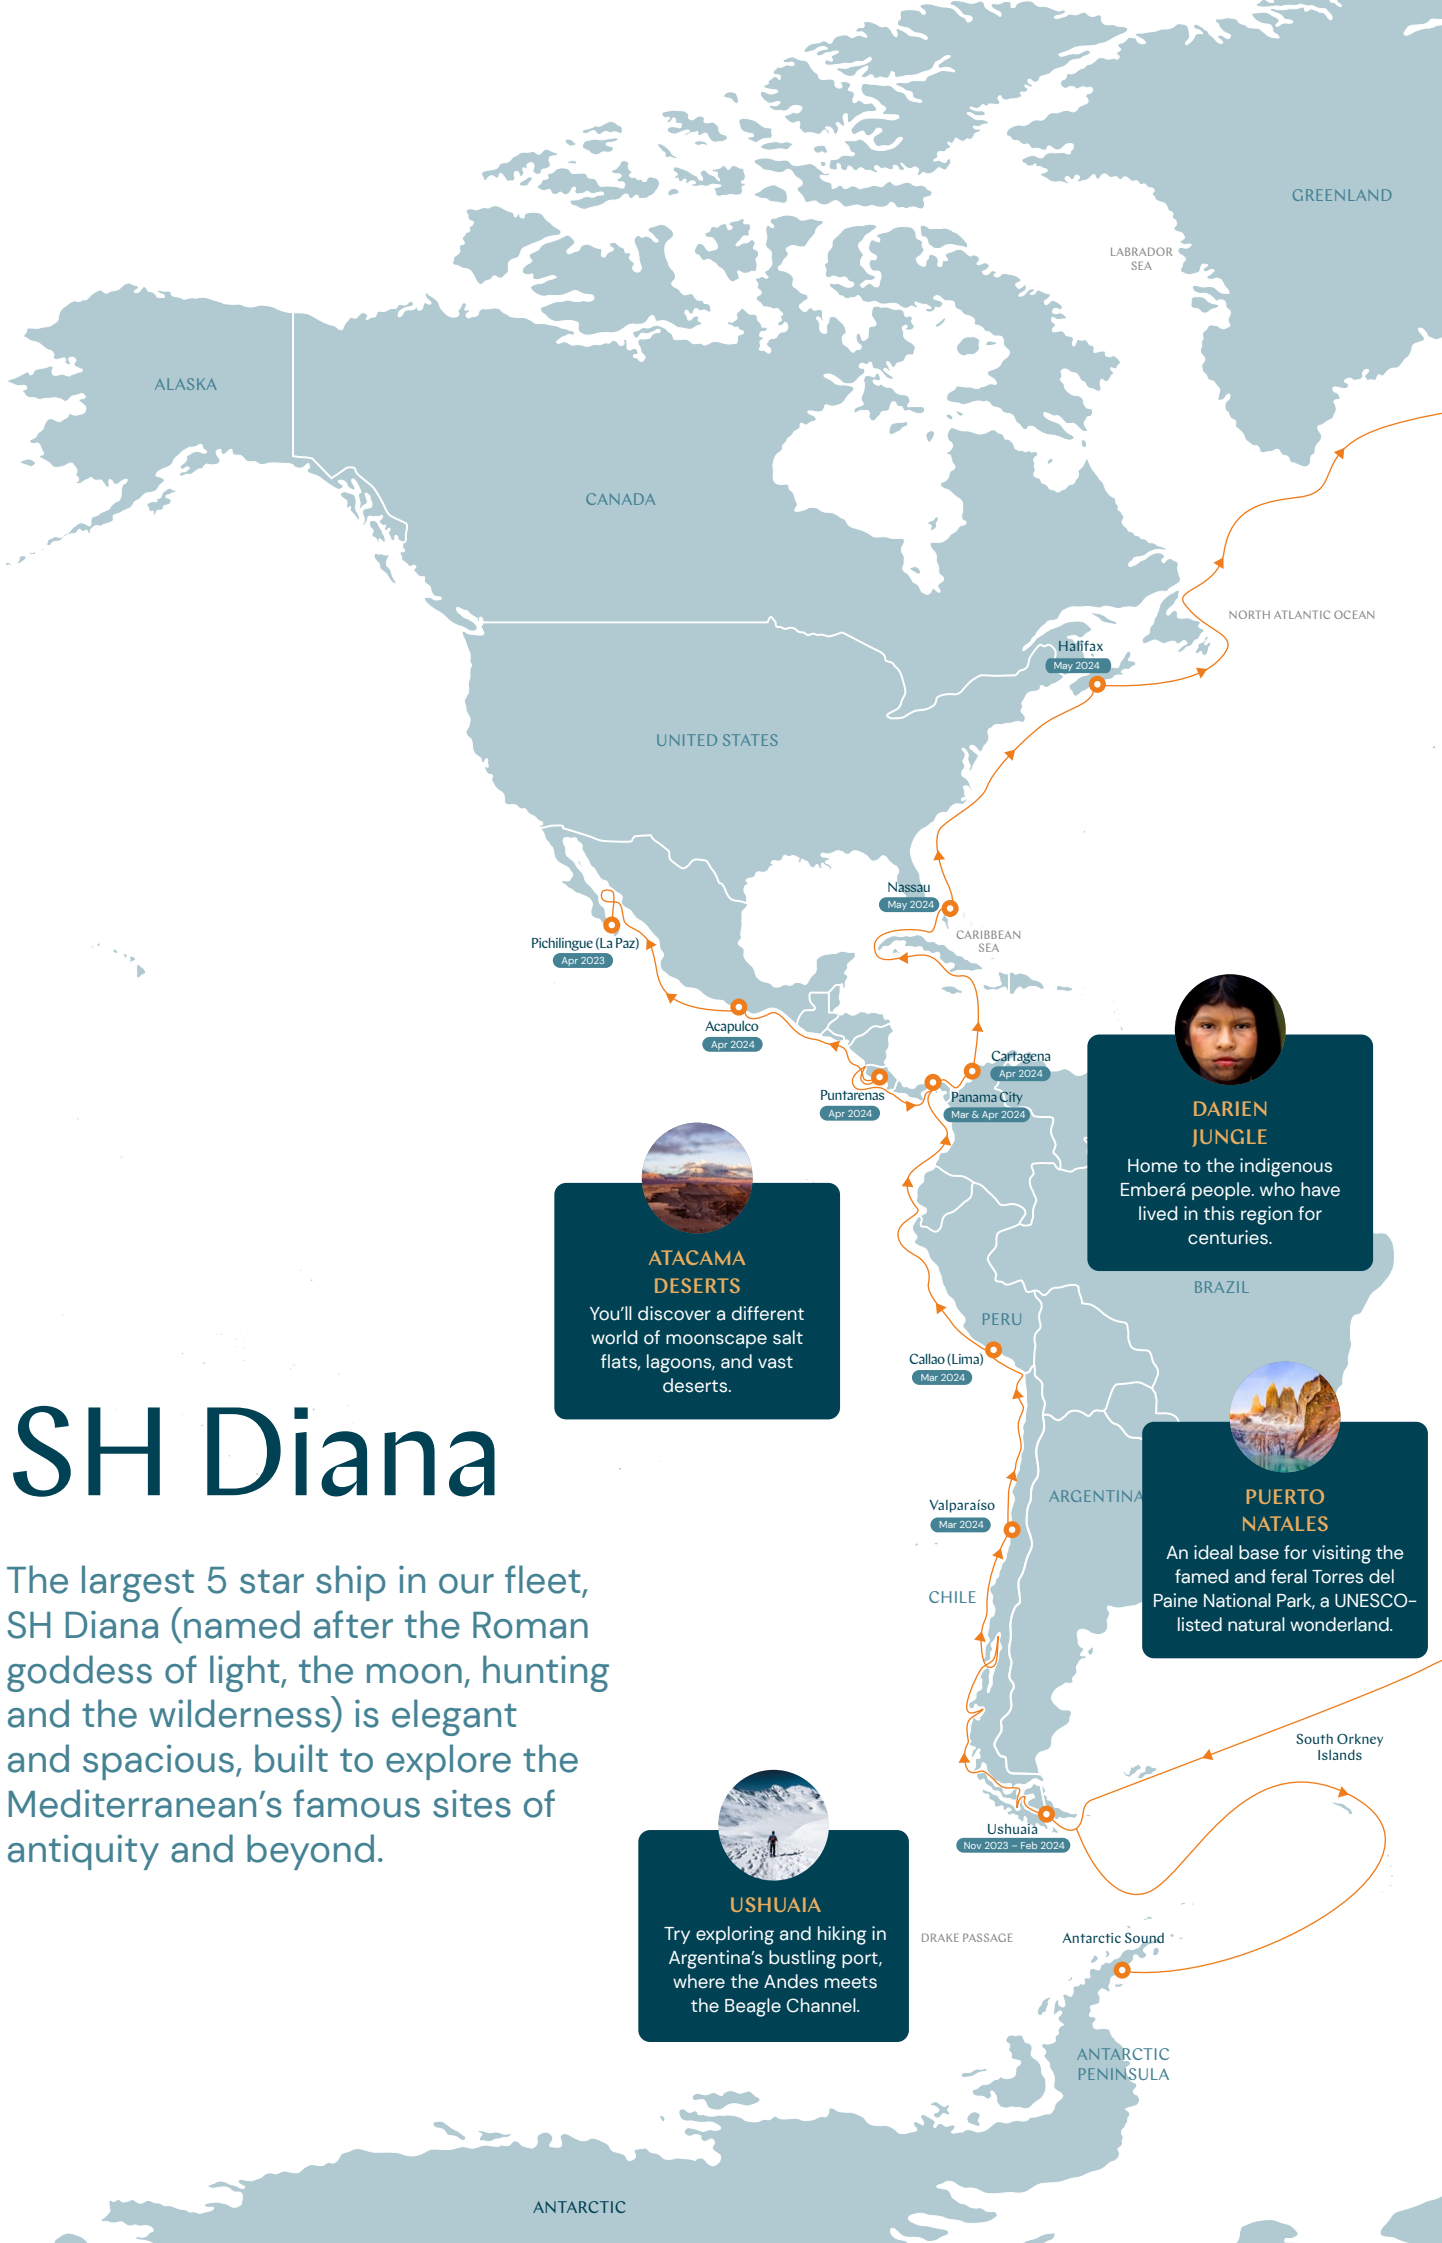 GREENLAND
LABRADOR
SEA
ALASKA
CANADA
NORTH ATLANTIC OCEAN
Halifax
May 2024
UNITED STATES
Nassau
May 2024
CARIBBEAN
SEA
Pichilingue (La Paz)
Apr 2023
Acapulco
Apr 2024
Cartagena
Apr 2024
Puntarenas
Apr 2024
Panama City
Mar & Apr 2024
DARIEN
JUNGLE
Home to the indigenous
Emberá people. who have
lived in this region for
centuries.
ATACAMA
DESERTS
You'll discover a different
world of moonscape salt
flats, lagoons, and vast
deserts.
BRAZIL
PERU
Callao (Lima)
Mar 2024
SH Diana
The largest 5 star ship in our fleet,
SH Diana (named after the Roman
goddess of light, the moon, hunting
and the wilderness) is elegant
and spacious, built to explore the
Mediterranean's famous sites of
antiquity and beyond.
Valparaíso
Mar 2024
ARGENTINA
PUERTO
NATALES
An ideal base for visiting the
famed and feral Torres del
Paine National Park, a UNESCO-
listed natural wonderland.
CHILE
South Orkney
Islands
Ushuaia
Nov 2023 – Feb 2024
USHUAIA
Try exploring and hiking in
Argentina's bustling port,
where the Andes meets
the Beagle Channel.
DRAKE PASSAGE
Antarctic Sound
ANTARCTIC
PENINSULA
ANTARCTIC